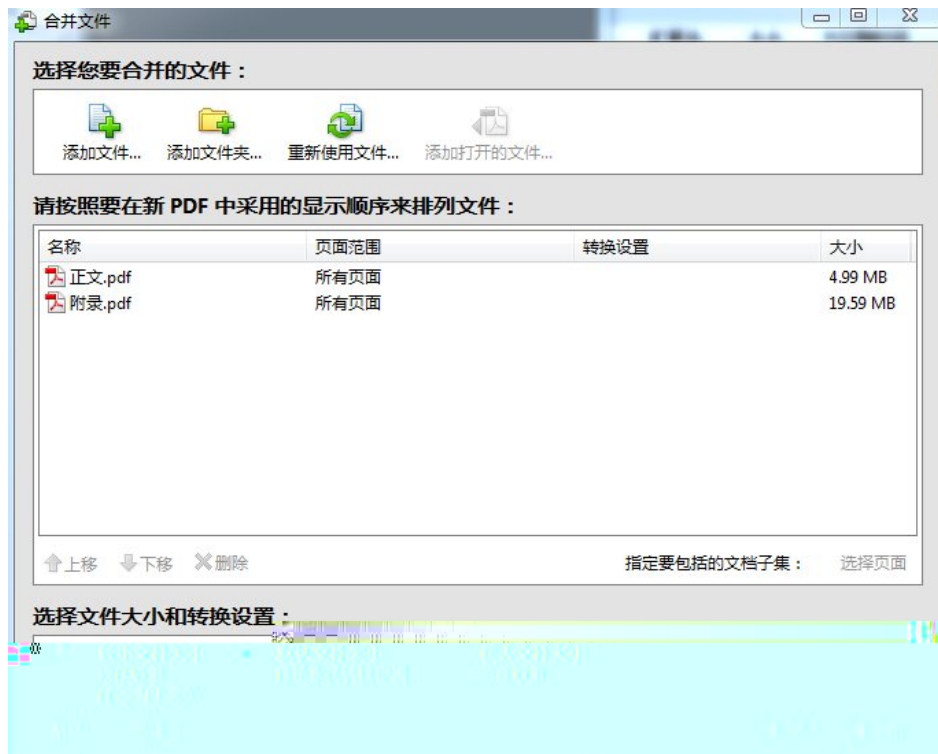 合并文件
选择您要合并的文件：
添加文件... 添加文件夹... 重新使用文件... 添加打开的文件...
请按照要在新 PDF 中采用的显示顺序来排列文件：
名称 页面范围 转换设置 大小
正文.pdf 所有页面 4.99 MB
附录.pdf 所有页面 19.59 MB
上移 下移 删除 指定要包括的文档子集： 选择页面
选择文件大小和转换设置：